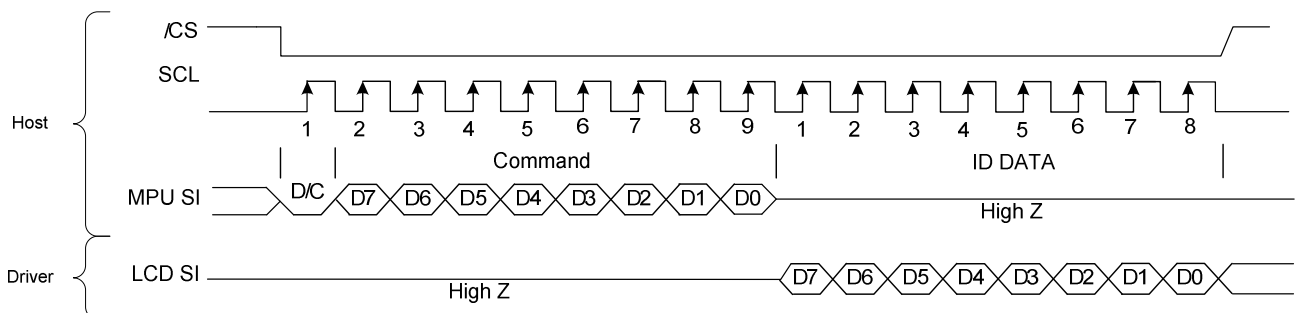 /CS
SCL
Host
1 2 3 4 5 6 7 8 9 1 2 3 4 5 6 7 8
Command ID DATA
MPU SI D/C D7 D6 D5 D4 D3 D2 D1 D0 High Z
Driver LCD SI High Z D7 D6 D5 D4 D3 D2 D1 D0